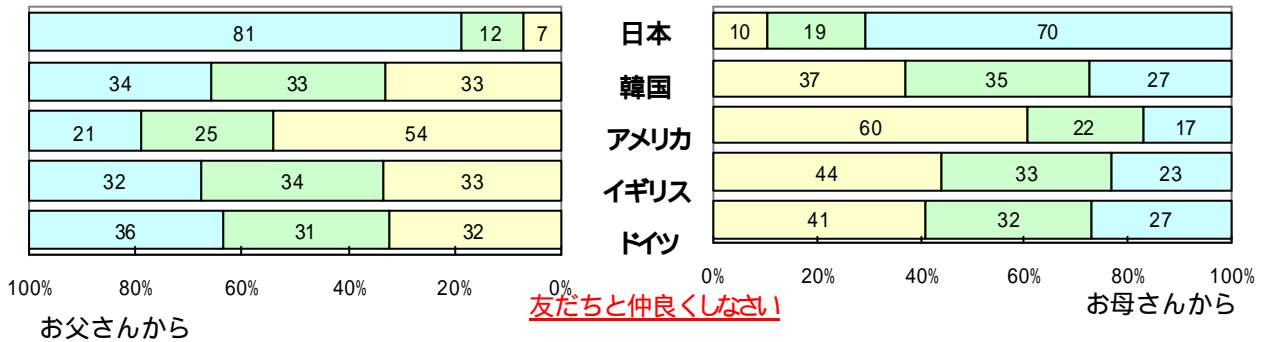 81 12 7 日本 10 19 70
34 33 33 韓国 37 35 27
21 25 54 アメリカ 60 22 17
32 34 33 イギリス 44 33 23
36 31 32 ドイツ 41 32 27
100% 80% 60% 40% 20% 0% 0% 20% 40% 60% 80% 100%
お父さんから 友だちと仲良くしなさい お母さんから